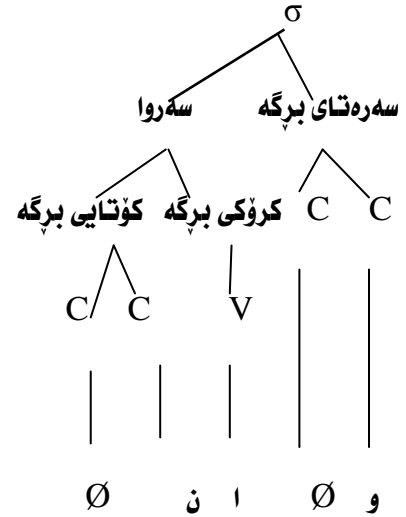 σ
سەرەتای بڕگە سەروا
C C کرۆکی بڕگە کۆتایی بڕگە
V C C
و Ø ا ن Ø